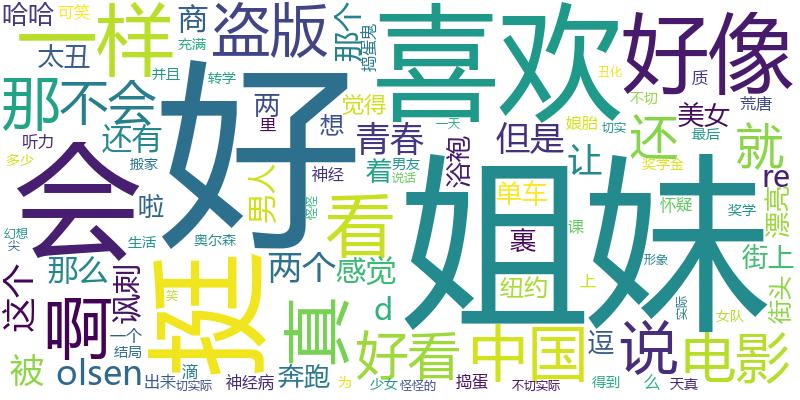 哈哈
可笑
一样
充满
商
盗版
那个
捣蛋鬼
喜欢
好像
丑化
质
太丑
并且
转学
那
不会
好
两
里
觉得
想
不切
美女
荒唐
听力
还有
会
青春
但是
娘胎
切实
还
最后
就
一天
多少
搬家
啦
男人
神经
着
男友
说话
浴袍
让
奖学金
re
幻想
尖
生活
奥尔森
怪怪
看
姐妹
单车
裹
课
怀疑
奖学
漂亮
这个
那么
讽刺
挺
两个
感觉
纽约
上
形象
街上
街头
啊
笑
真
d
好看
中国
逗
说
实际
女队
电影
一个
结局
被
olsen
出来
滴
切实际
神经病
奔跑
为
少女
怪怪的
捣蛋
不切实际
得到
么
天真